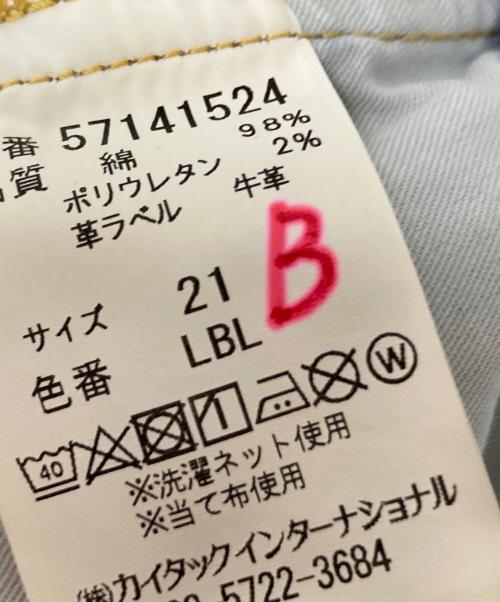 番 57141524
質 綿 98%
ポリウレタン 2%
革ラベル 牛革
サイズ 21 B
色番 LBL
40 W
※洗濯ネット使用
※当て布使用
(株)カイタックインターナショナル
5722-3684